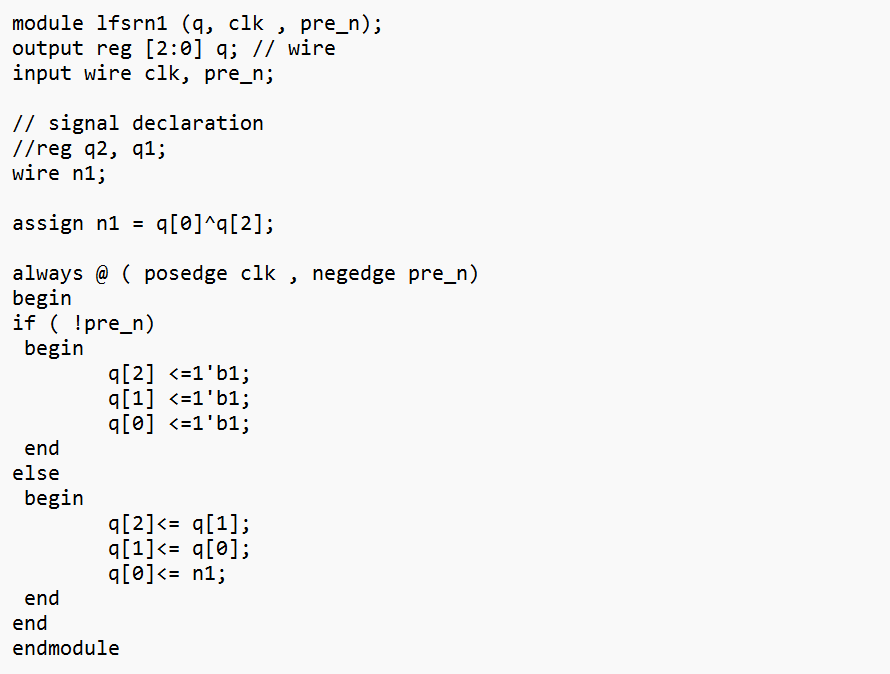 module lfsrn1 (q, clk , pre_n);
output reg [2:0] q; // wire
input wire clk, pre_n;

// signal declaration
//reg q2, q1;
wire n1;

assign n1 = q[0]^q[2];

always @ ( posedge clk , negedge pre_n)
begin
if ( !pre_n)
 begin
        q[2] <=1'b1;
        q[1] <=1'b1;
        q[0] <=1'b1;
 end
else
 begin
        q[2]<= q[1];
        q[1]<= q[0];
        q[0]<= n1;
 end
end
endmodule